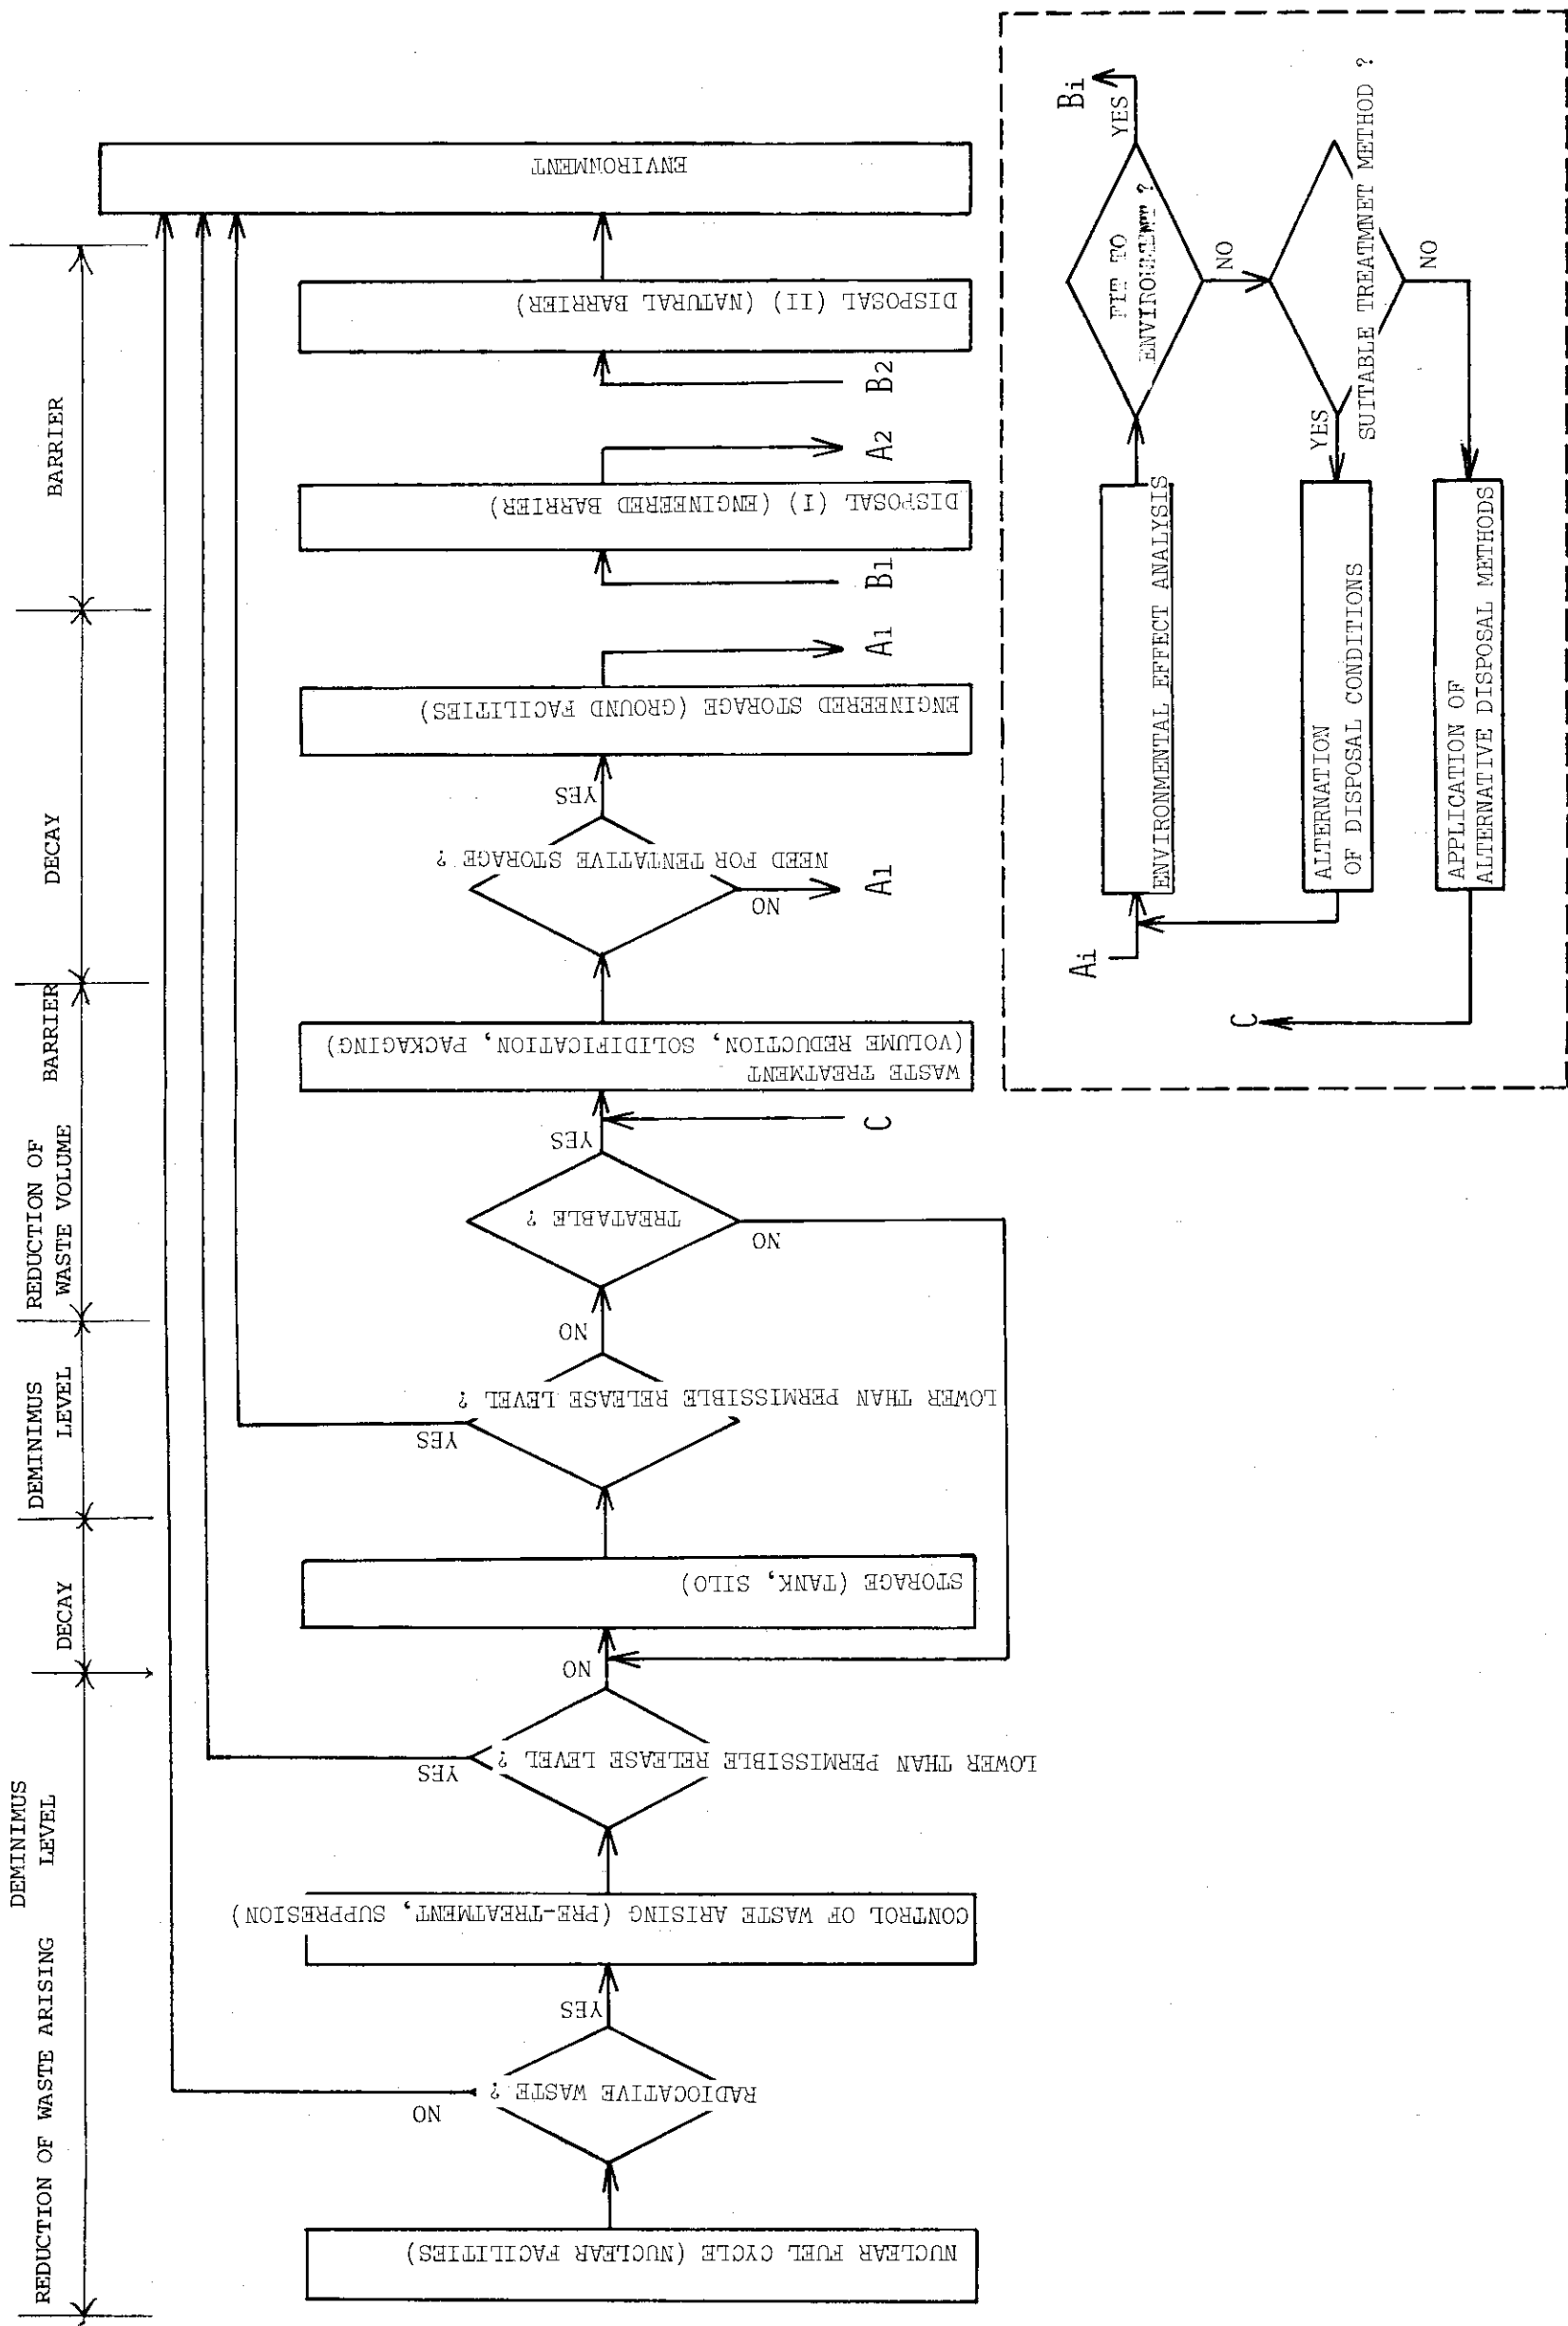 DEMINIMUS
REDUCTION OF WASTE ARISING LEVEL
DECAY
DEMINIMUS
LEVEL
REDUCTION OF
WASTE VOLUME
BARRIER
DECAY
BARRIER
NUCLEAR FUEL CYCLE (NUCLEAR FACILITIES)
RADIOCATIVE WASTE ?
NO
YES
CONTROL OF WASTE ARISING (PRE-TREATMENT, SUPPRESION)
LOWER THAN PERMISSIBLE RELEASE LEVEL ?
YES
NO
STORAGE (TANK, SILO)
LOWER THAN PERMISSIBLE RELEASE LEVEL ?
YES
NO
TREATABLE ?
NO
YES
C
WASTE TREATMENT
(VOLUME REDUCTION, SOLIDIFICATION, PACKAGING)
NEED FOR TENTATIVE STORAGE ?
NO
A1
YES
ENGINEERED STORAGE (GROUND FACILITIES)
A1
B1
DISPOSAL (I) (ENGINEERED BARRIER)
A2
B2
DISPOSAL (II) (NATURAL BARRIER)
ENVIRONMENT
Ai
ENVIRONMENTAL EFFECT ANALYSIS
FIT TO
ENVIRONMENT ?
YES
Bi
NO
SUITABLE TREATMNET METHOD ?
YES
ALTERNATION
OF DISPOSAL CONDITIONS
NO
APPLICATION OF
ALTERNATIVE DISPOSAL METHODS
C